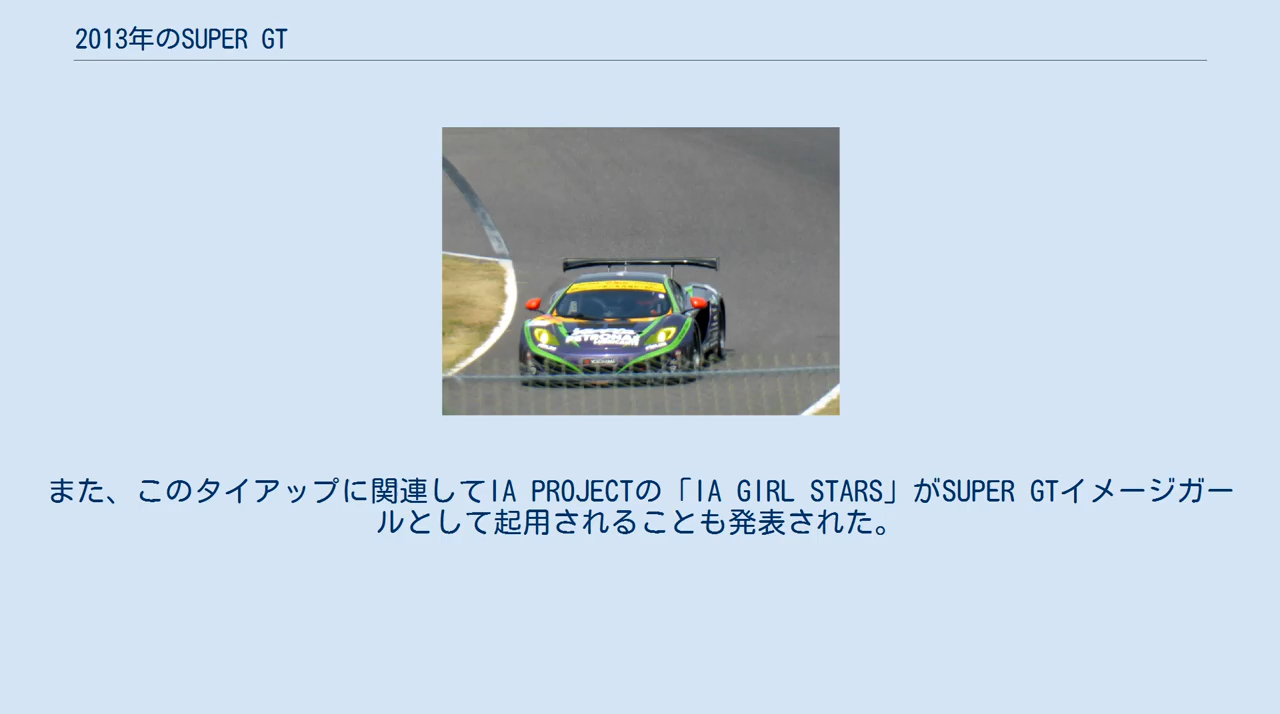 2013年のSUPER GT
PETRONAS
YOKOHAMA
また、このタイアップに関連してIA PROJECTの「IA GIRL STARS」がSUPER GTイメージガー
ルとして起用されることも発表された。